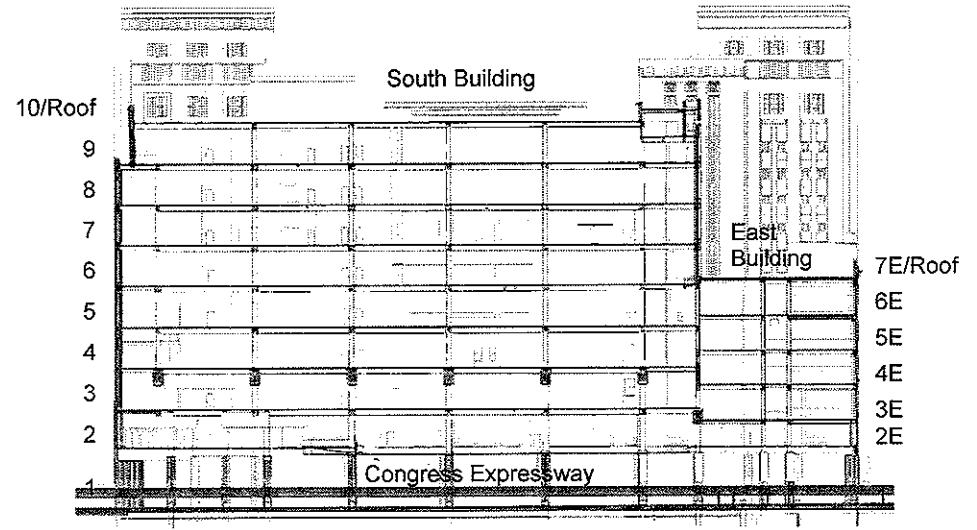 South Building
10/Roof
9
8
7
6
5
4
3
2
1
East
Building
7E/Roof
6E
5E
4E
3E
2E
Congress Expressway